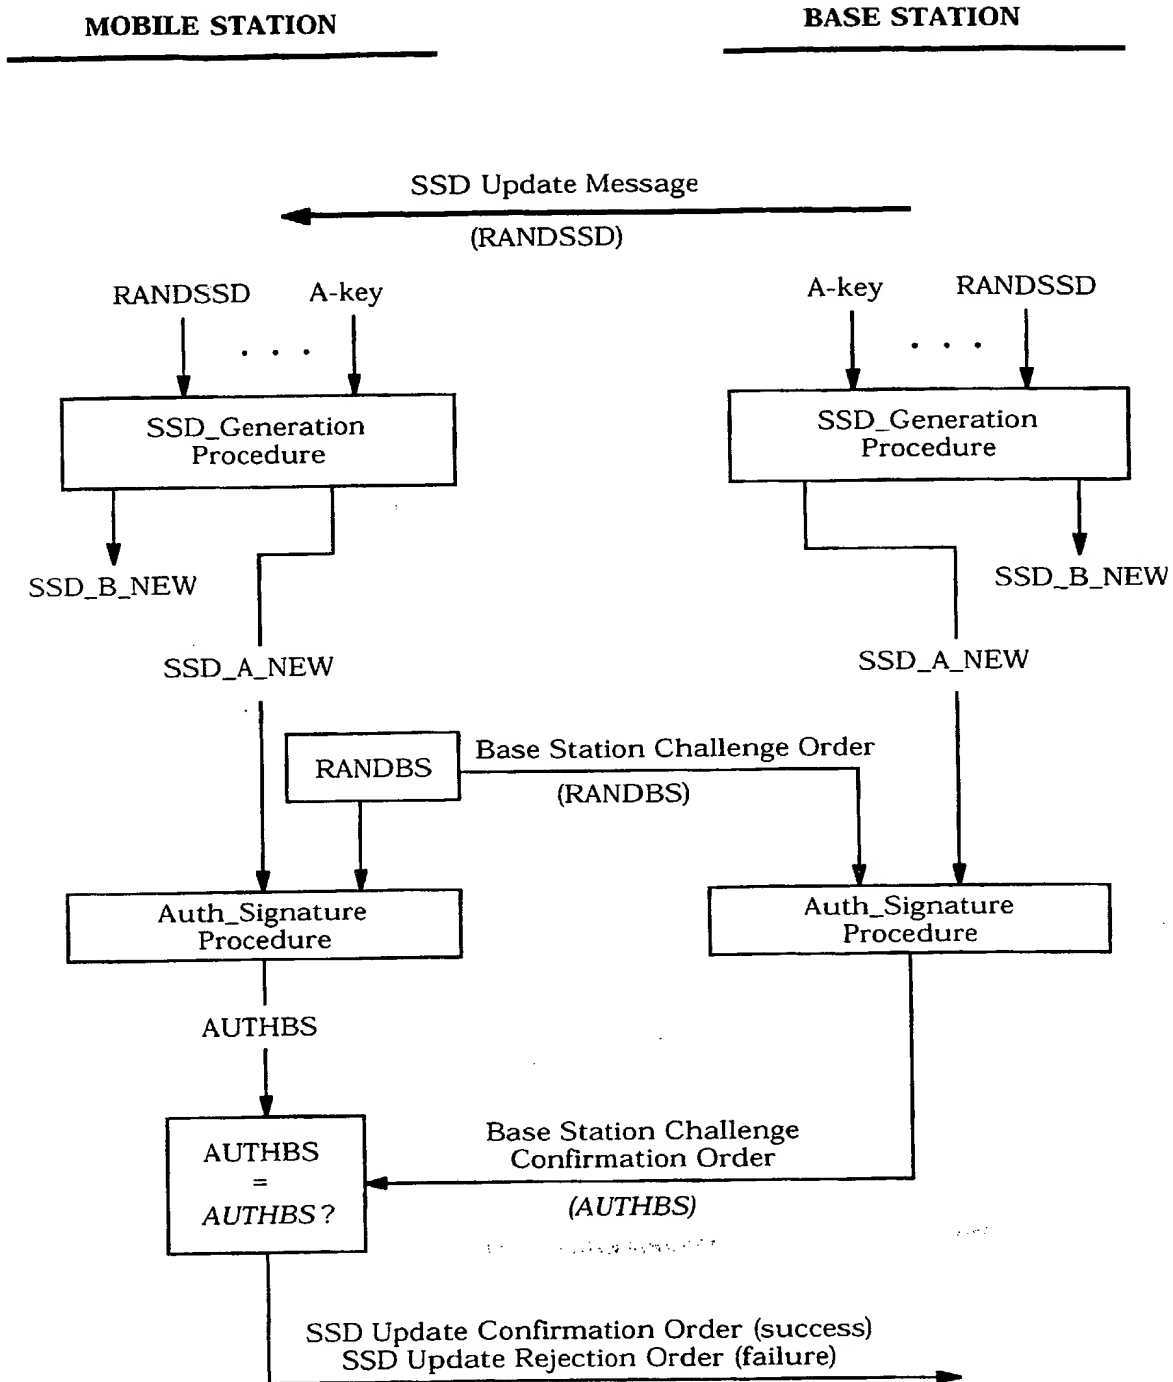 MOBILE STATION
BASE STATION
SSD Update Message
(RANDSSD)
RANDSSD
A-key
A-key
RANDSSD
. . .
. . .
SSD_Generation
Procedure
SSD_Generation
Procedure
SSD_B_NEW
SSD_B_NEW
SSD_A_NEW
SSD_A_NEW
RANDBS
Base Station Challenge Order
(RANDBS)
Auth_Signature
Procedure
Auth_Signature
Procedure
AUTHBS
AUTHBS
=
AUTHBS?
Base Station Challenge
Confirmation Order
(AUTHBS)
SSD Update Confirmation Order (success)
SSD Update Rejection Order (failure)